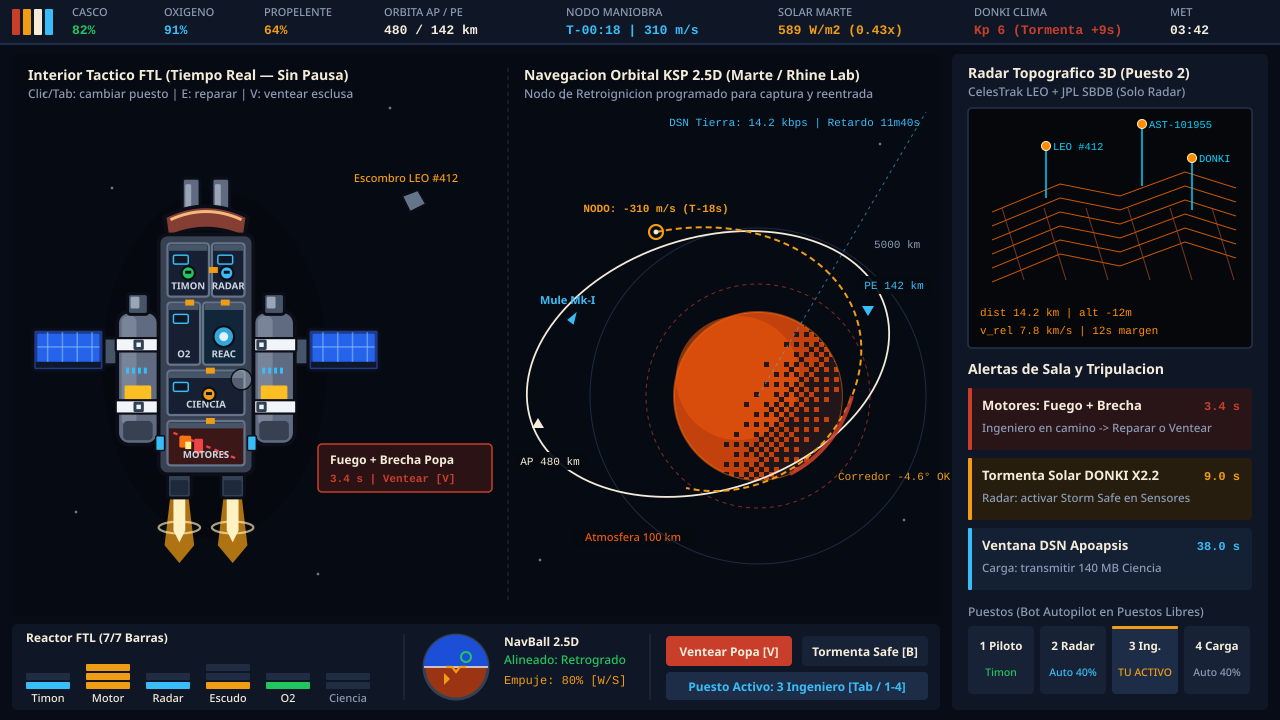 CASCO
82%
OXIGENO
91%
PROPELENTE
64%
ORBITA AP / PE
480 / 142 km
NODO MANIOBRA
T-00:18 | 310 m/s
SOLAR MARTE
589 W/m2 (0.43x)
DONKI CLIMA
Kp 6 (Tormenta +9s)
MET
03:42
Interior Tactico FTL (Tiempo Real — Sin Pausa)
Clic/Tab: cambiar puesto | E: reparar | V: ventear esclusa
Escombro LEO #412
TIMON
RADAR
O2
REAC
CIENCIA
MOTORES
Fuego + Brecha Popa
3.4 s | Ventear [V]
Navegacion Orbital KSP 2.5D (Marte / Rhine Lab)
Nodo de Retroignicion programado para captura y reentrada
DSN Tierra: 14.2 kbps | Retardo 11m40s
NODO: -310 m/s (T-18s)
5000 km
PE 142 km
Mule Mk-I
AP 480 km
Corredor -4.6° OK
Atmosfera 100 km
Radar Topografico 3D (Puesto 2)
CelesTrak LEO + JPL SBDB (Solo Radar)
AST-101955
LEO #412
DONKI
dist 14.2 km | alt -12m
v_rel 7.8 km/s | 12s margen
Alertas de Sala y Tripulacion
Motores: Fuego + Brecha
3.4 s
Ingeniero en camino -> Reparar o Ventear
Tormenta Solar DONKI X2.2
9.0 s
Radar: activar Storm Safe en Sensores
Ventana DSN Apoapsis
38.0 s
Carga: transmitir 140 MB Ciencia
Puestos (Bot Autopilot en Puestos Libres)
1 Piloto
Timon
2 Radar
Auto 40%
3 Ing.
TU ACTIVO
4 Carga
Auto 40%
Reactor FTL (7/7 Barras)
Timon
Motor
Radar
Escudo
O2
Ciencia
NavBall 2.5D
Alineado: Retrogrado
Empuje: 80% [W/S]
Ventear Popa [V]
Tormenta Safe [B]
Puesto Activo: 3 Ingeniero [Tab / 1-4]